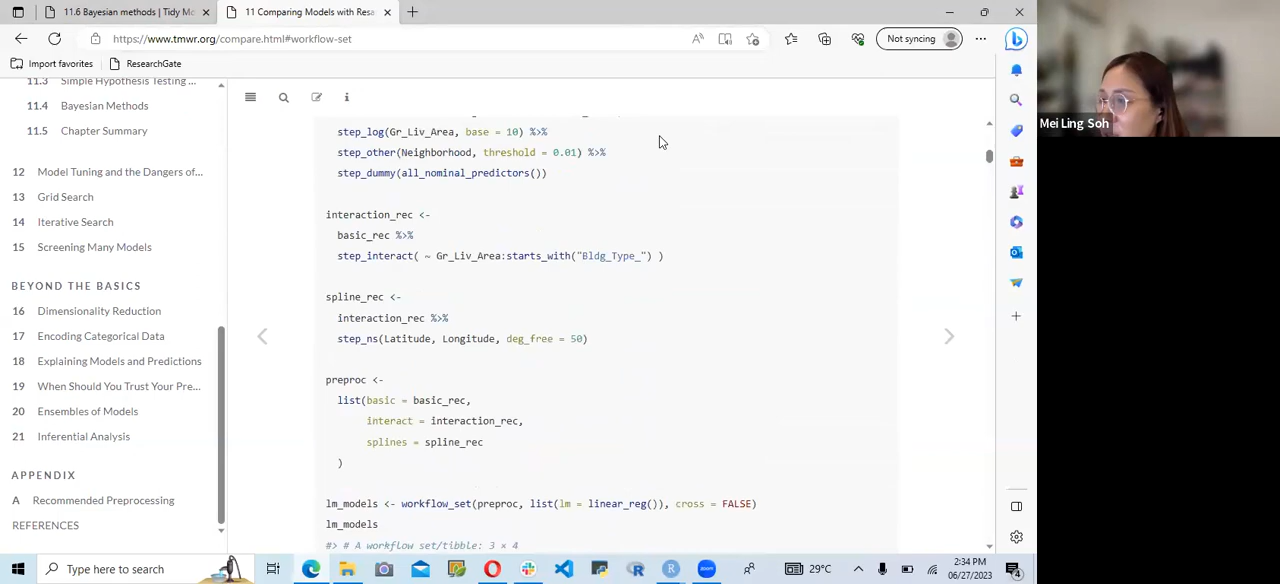 11.6 Bayesian methods | Tidy Mo
11 Comparing Models with Resa
https://www.tmwr.org/compare.html#workflow-set
Not syncing
Import favorites
ResearchGate
11.3 Simple Hypothesis Testing ...
11.4 Bayesian Methods
11.5 Chapter Summary
12 Model Tuning and the Dangers of...
13 Grid Search
14 Iterative Search
15 Screening Many Models
BEYOND THE BASICS
16 Dimensionality Reduction
17 Encoding Categorical Data
18 Explaining Models and Predictions
19 When Should You Trust Your Pre...
20 Ensembles of Models
21 Inferential Analysis
APPENDIX
A Recommended Preprocessing
REFERENCES
step_log(Gr_Liv_Area, base = 10) %>%
step_other(Neighborhood, threshold = 0.01) %>%
step_dummy(all_nominal_predictors())
interaction_rec <-
basic_rec %>%
step_interact( ~ Gr_Liv_Area:starts_with("Bldg_Type_") )
spline_rec <-
interaction_rec %>%
step_ns(Latitude, Longitude, deg_free = 50)
preproc <-
list(basic = basic_rec,
interact = interaction_rec,
splines = spline_rec
)
lm_models <- workflow_set(preproc, list(lm = linear_reg()), cross = FALSE)
lm_models
#> # A workflow set/tibble: 3 × 4
Mei Ling Soh
Type here to search
29°C
2:34 PM
06/27/2023
4